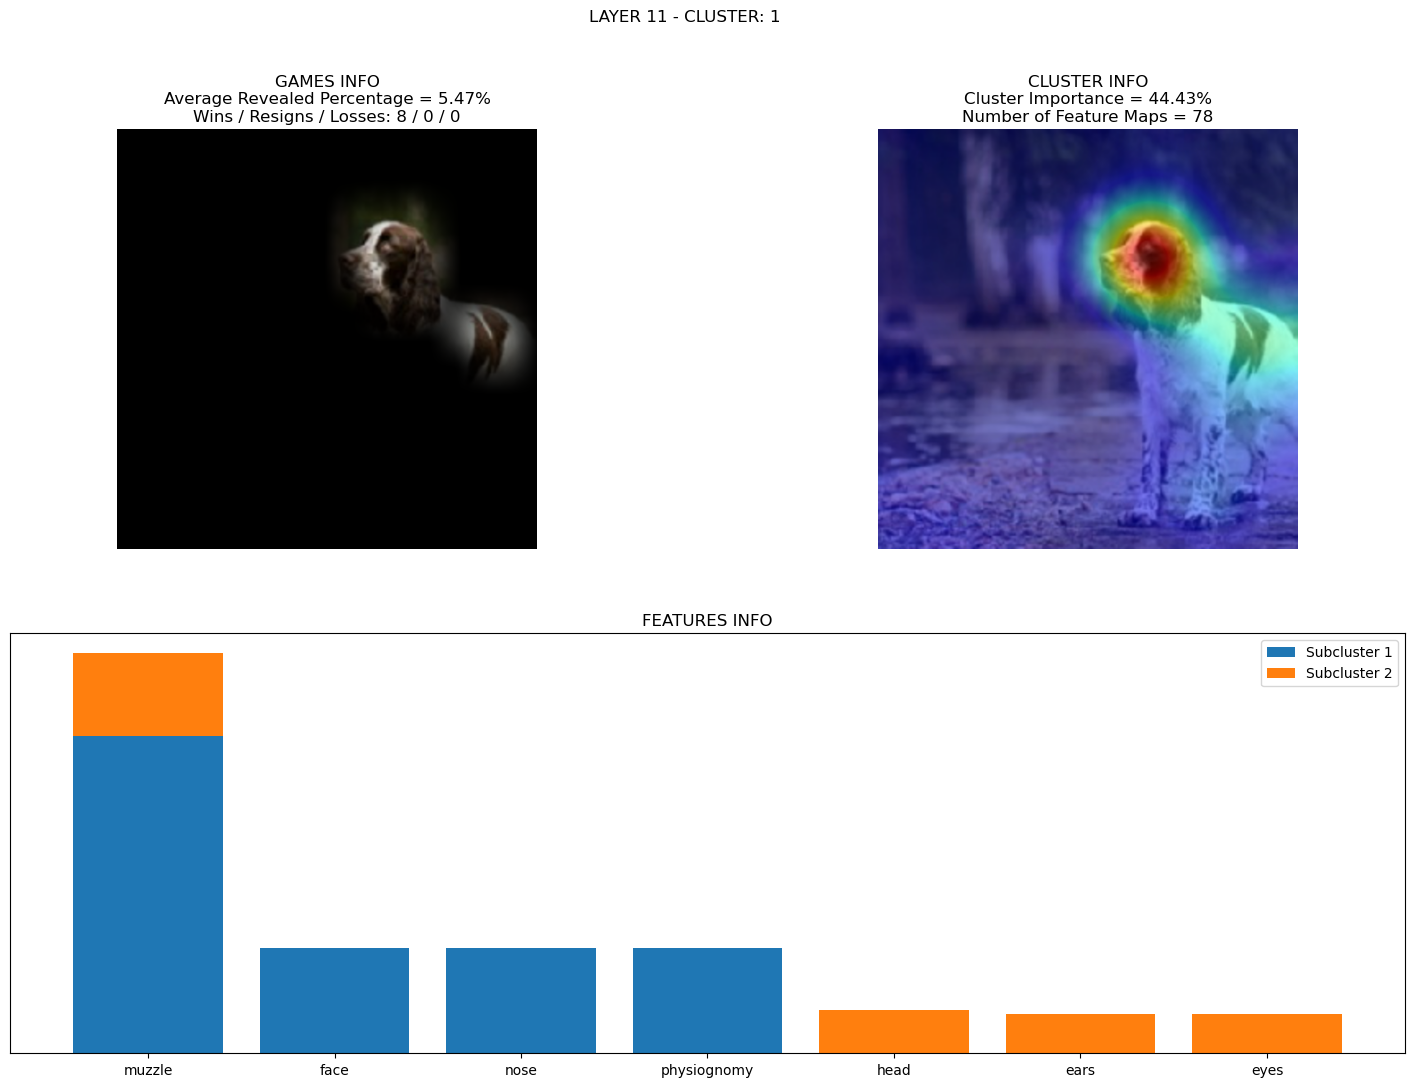 LAYER 11 - CLUSTER: 1
GAMES INFO
Average Revealed Percentage = 5.47%
Wins / Resigns / Losses: 8 / 0 / 0
CLUSTER INFO
Cluster Importance = 44.43%
Number of Feature Maps = 78
FEATURES INFO
Subcluster 1
Subcluster 2
muzzle
face
nose
physiognomy
head
ears
eyes